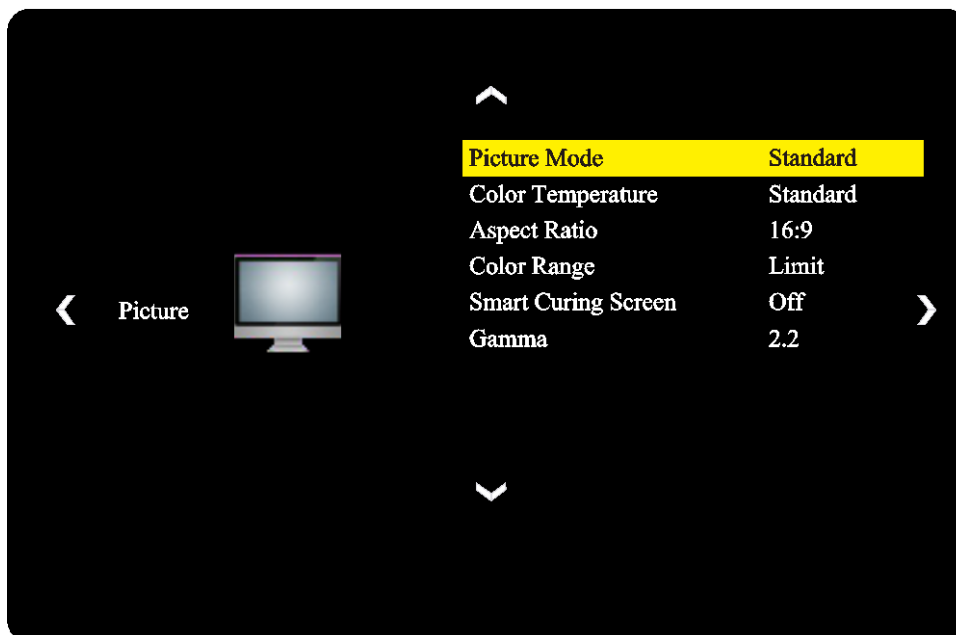 Picture
Picture Mode Standard
Color Temperature Standard
Aspect Ratio 16:9
Color Range Limit
Smart Curing Screen Off
Gamma 2.2